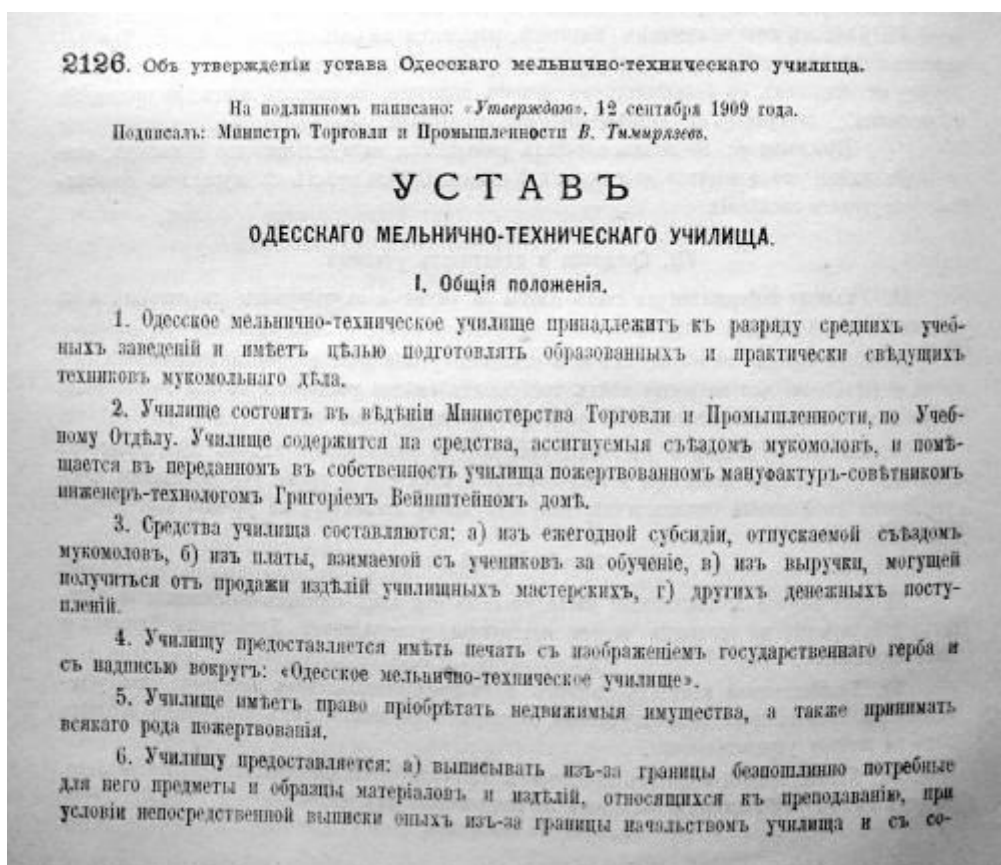 2126. Объ утвержденіи устава Одесскаго мельнично-техническаго училища.
На подлинномъ написано: «Утверждаю». 12 сентября 1909 года.
Подписалъ: Министръ Торговли и Промышленности В. Тимирязевъ.
УСТАВЪ
ОДЕССКАГО МЕЛЬНИЧНО-ТЕХНИЧЕСКАГО УЧИЛИЩА.
I. Общія положенія.
1. Одесское мельнично-техническое училище принадлежитъ къ разряду среднихъ учеб-
ныхъ заведеній и имѣетъ цѣлью подготовлять образованныхъ и практически свѣдущихъ
техниковъ мукомольнаго дѣла.
2. Училище состоитъ въ вѣдѣніи Министерства Торговли и Промышленности, по Учеб-
ному Отдѣлу. Училище содержится на средства, ассигнуемыя съѣздомъ мукомоловъ, и помѣ-
щается въ переданномъ въ собственность училища пожертвованномъ мануфактуръ-совѣтникомъ
инженеръ-технологомъ Григоріемъ Вейнштейномъ домѣ.
3. Средства училища составляются: а) изъ ежегодной субсидіи, отпускаемой съѣздомъ
мукомоловъ, б) изъ платы, взимаемой съ учениковъ за обученіе, в) изъ выручки, могущей
получиться отъ продажи издѣлій училищныхъ мастерскихъ, г) другихъ денежныхъ посту-
пленій.
4. Училищу предоставляется имѣть печать съ изображеніемъ государственнаго герба и
съ надписью вокругъ: «Одесское мельнично-техническое училище».
5. Училище имѣетъ право пріобрѣтать недвижимыя имущества, а также принимать
всякаго рода пожертвованія.
6. Училищу предоставляется: а) выписывать изъ-за границы безпошлинно потребные
для него предметы и образцы матеріаловъ и издѣлій, относящихся къ преподаванію, при
условіи непосредственной выписки оныхъ изъ-за границы начальствомъ училища и съ со-